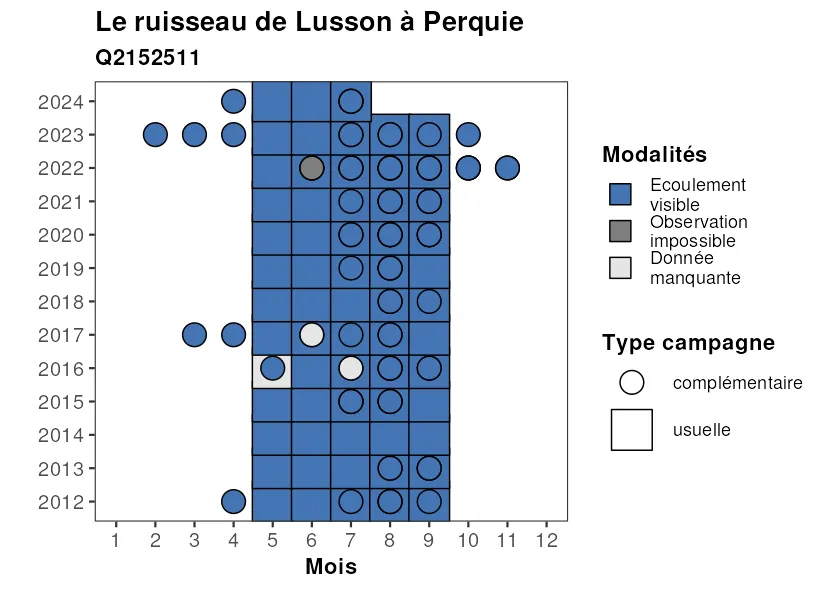 Le ruisseau de Lusson à Perquie
Q2152511
2024
2023
2022
2021
2020
2019
2018
2017
2016
2015
2014
2013
2012
1 2 3 4 5 6 7 8 9 10 11 12
Mois
Modalités
Ecoulement
visible
Observation
impossible
Donnée
manquante
Type campagne
complémentaire
usuelle